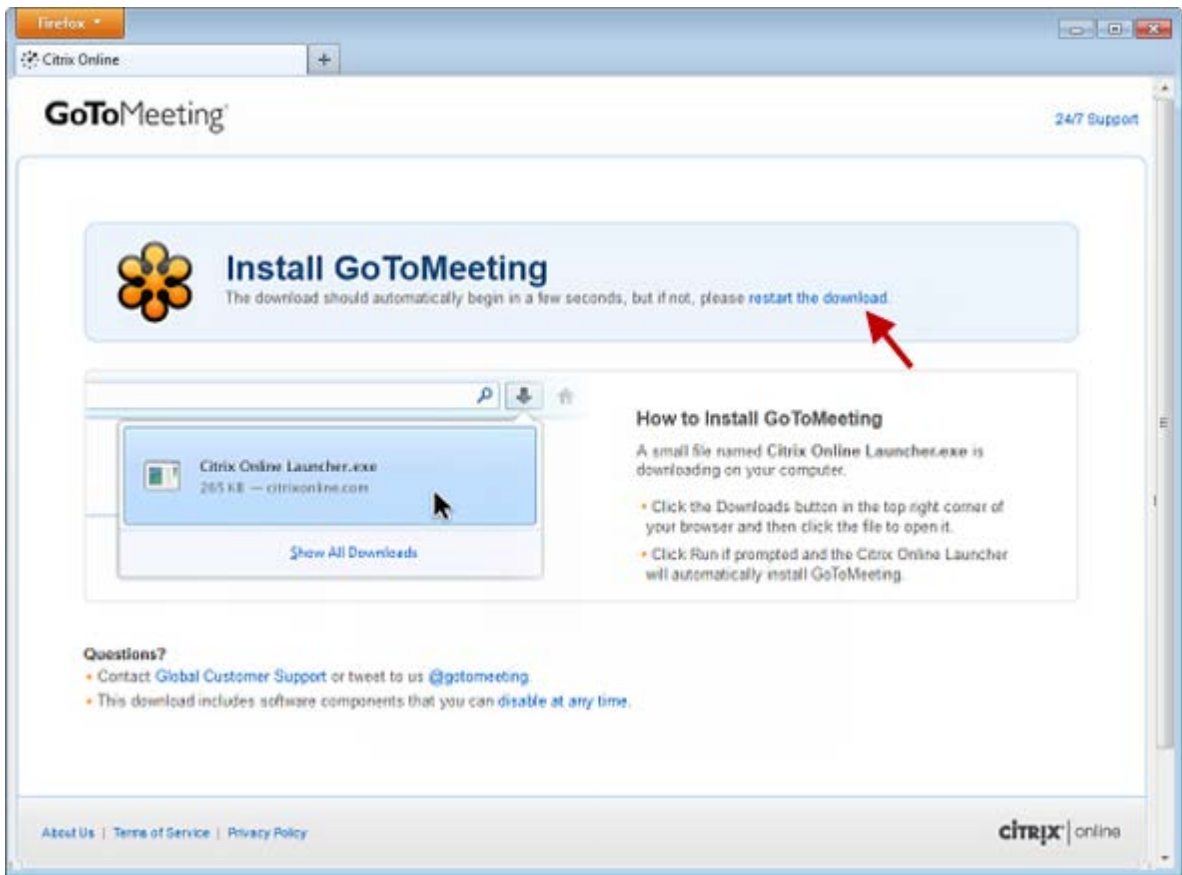 Firefox
Citrix Online
GoToMeeting
24/7 Support
Install GoToMeeting
The download should automatically begin in a few seconds, but if not, please restart the download.
How to Install GoToMeeting
A small file named Citrix Online Launcher.exe is
downloading on your computer.
Citrix Online Launcher.exe
265 KB — citrixonline.com
Show All Downloads
• Click the Downloads button in the top right corner of
your browser and then click the file to open it.
• Click Run if prompted and the Citrix Online Launcher
will automatically install GoToMeeting.
Questions?
• Contact Global Customer Support or tweet to us @gotomeeting.
• This download includes software components that you can disable at any time.
About Us | Terms of Service | Privacy Policy
CİTRIX | online